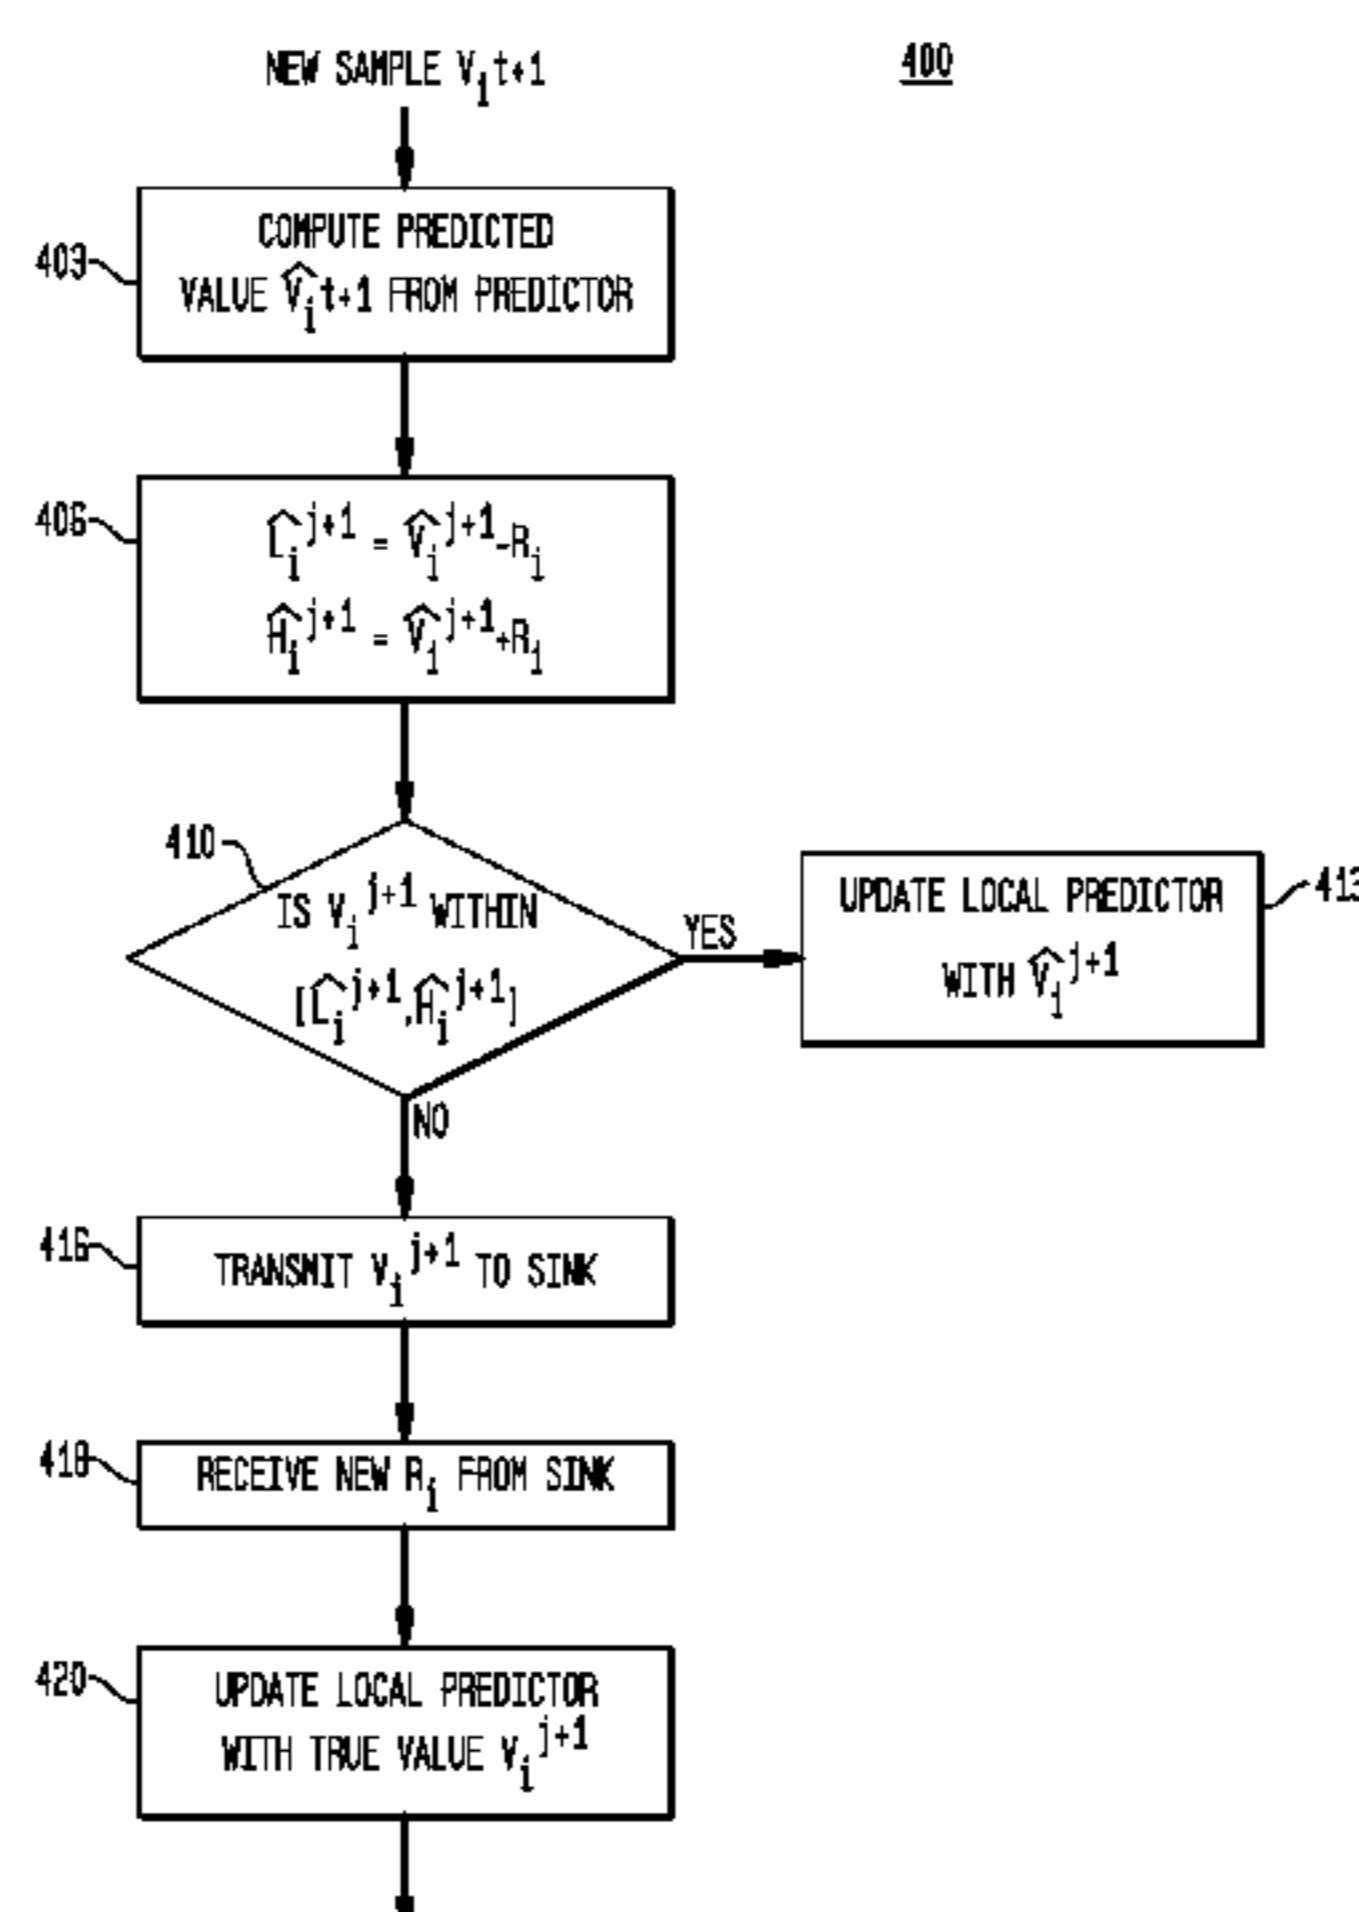 400
NEW SAMPLE V_i t+1
403
COMPUTE PREDICTED
VALUE V̂_i t+1 FROM PREDICTOR
406
L̂_i^{j+1} = V̂_i^{j+1}-R_i
Ĥ_i^{j+1} = V̂_i^{j+1}+R_i
410
IS V_i^{j+1} WITHIN
[L̂_i^{j+1},Ĥ_i^{j+1}]
YES
UPDATE LOCAL PREDICTOR
WITH V̂_i^{j+1}
413
NO
416
TRANSMIT V_i^{j+1} TO SINK
418
RECEIVE NEW R_i FROM SINK
420
UPDATE LOCAL PREDICTOR
WITH TRUE VALUE V_i^{j+1}